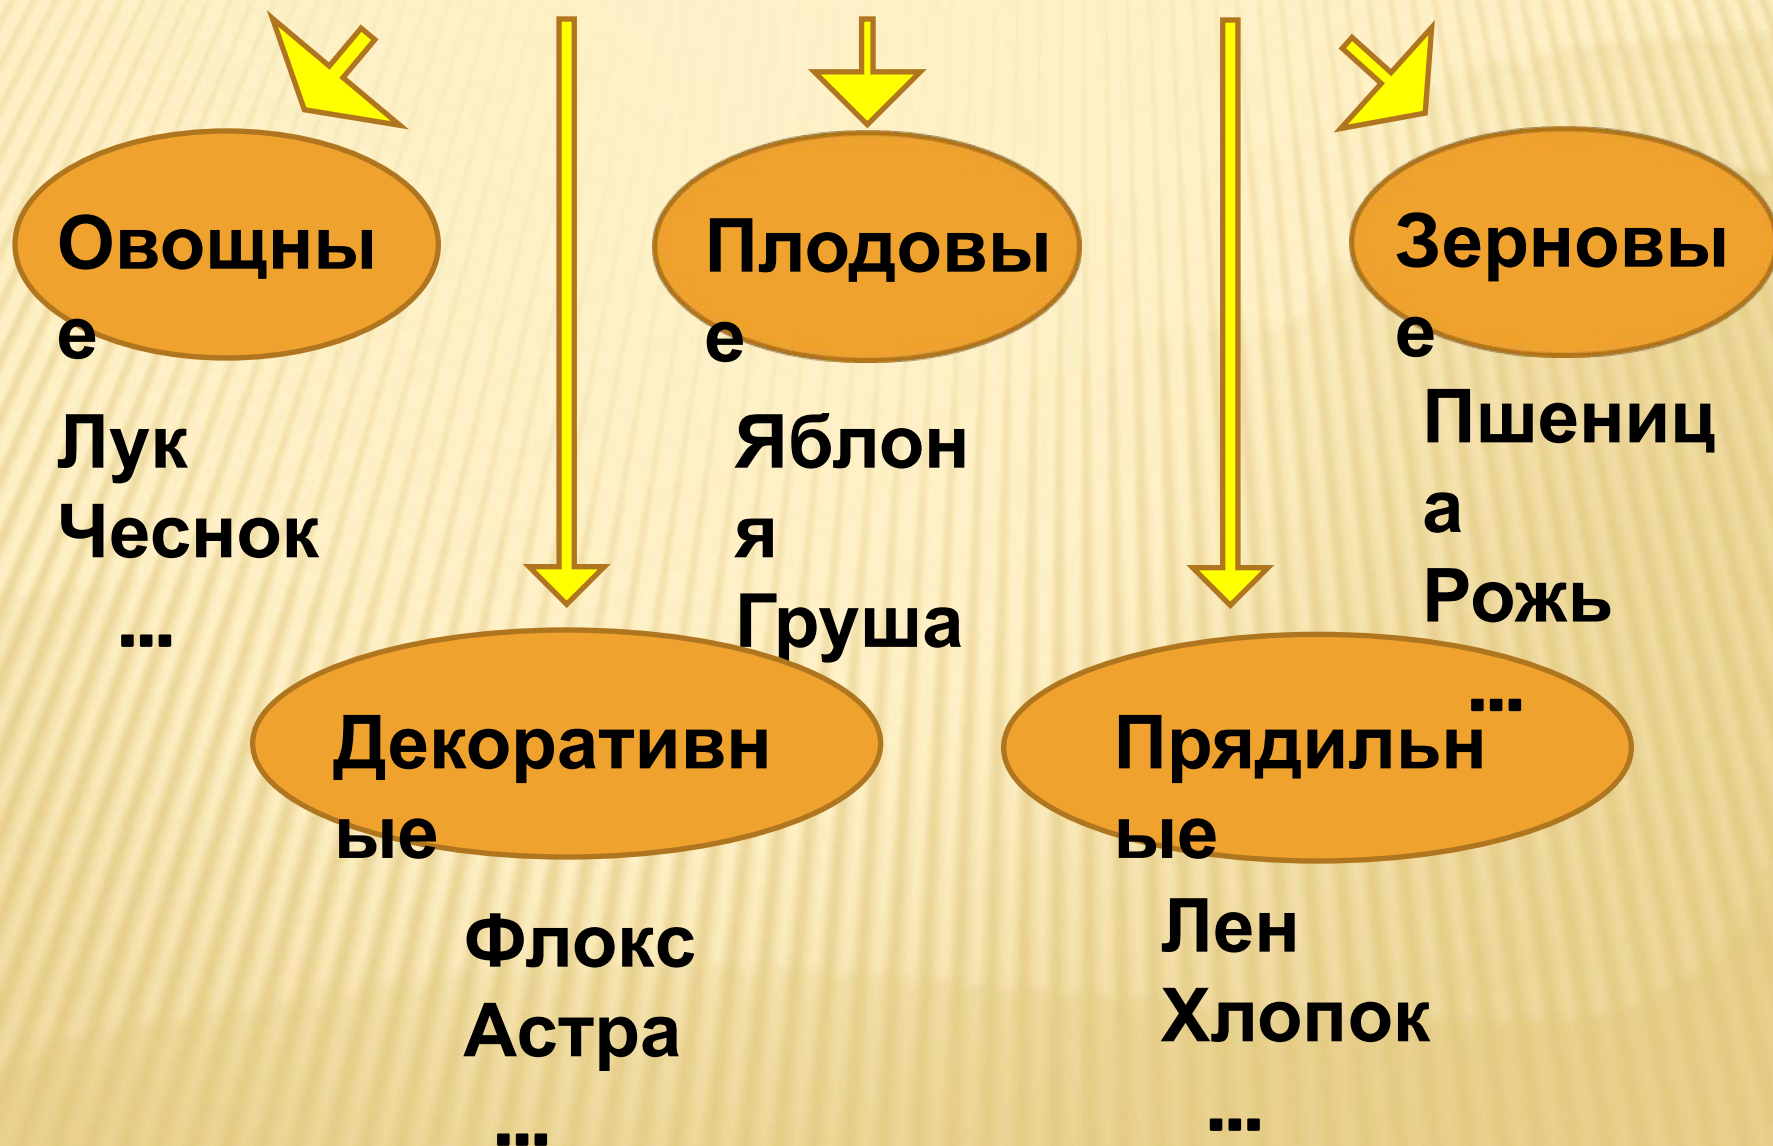 Овощны
е
Лук
Чеснок
...
Плодовы
е
Яблон
я
Груша
Зерновы
е
Пшениц
а
Рожь
...
Декоративн
ые
Флокс
Астра
...
Прядильн
ые
Лен
Хлопок
...